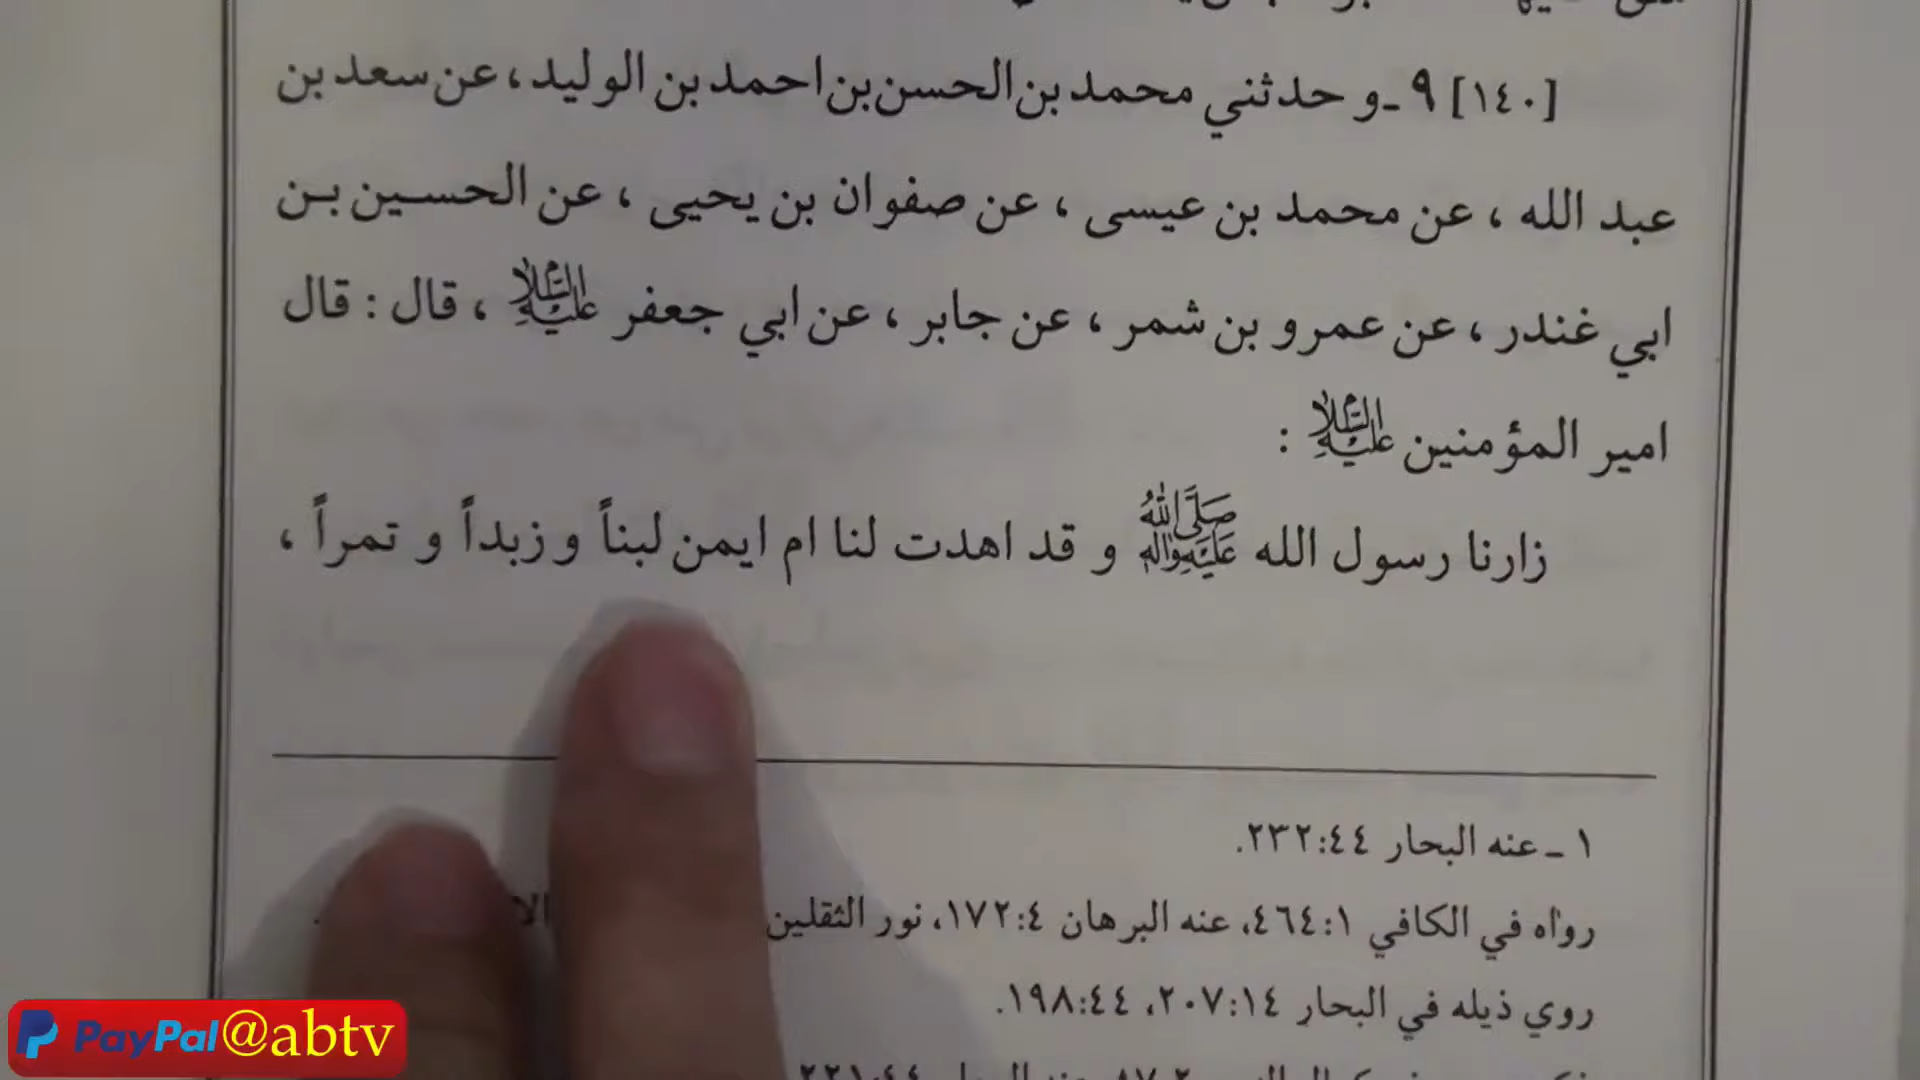 [١٤٠] ٩ ـ و حدثني محمد بن الحسن بن احمد بن الوليد ، عن سعد بن
عبد الله ، عن محمد بن عيسى ، عن صفوان بن يحيى ، عن الحسين بن
ابي غندر ، عن عمرو بن شمر ، عن جابر ، عن ابي جعفر عليه السلام ، قال : قال
امير المؤمنين عليه السلام :
زارنا رسول الله صلى الله عليه وآله و قد اهدت لنا ام ايمن لبناً و زبداً و تمراً ،
١ ـ عنه البحار ٤٤:٢٣٢.
رواه في الكافي ١:٤٦٤، عنه البرهان ٤:١٧٢، نور الثقلين
روي ذيله في البحار ١٤:٢٠٧، ٤٤:١٩٨.
PayPal@abtv